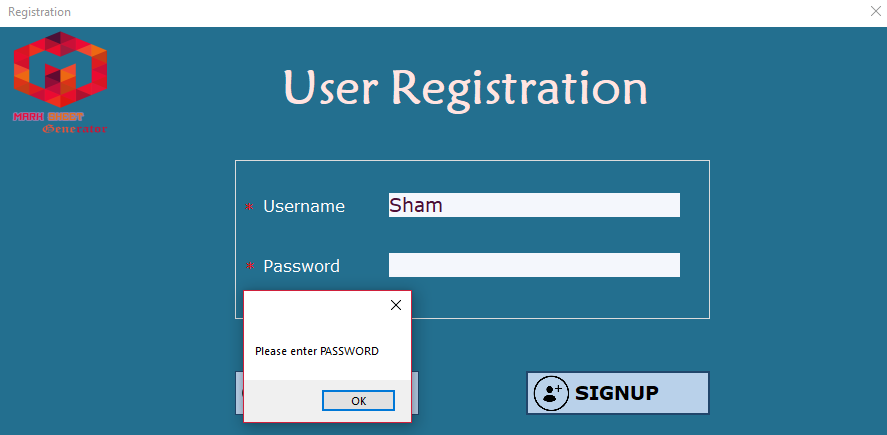 Registration
User Registration
MARK SHEET
Generator
* Username
Sham
* Password
Please enter PASSWORD
OK
SIGNUP